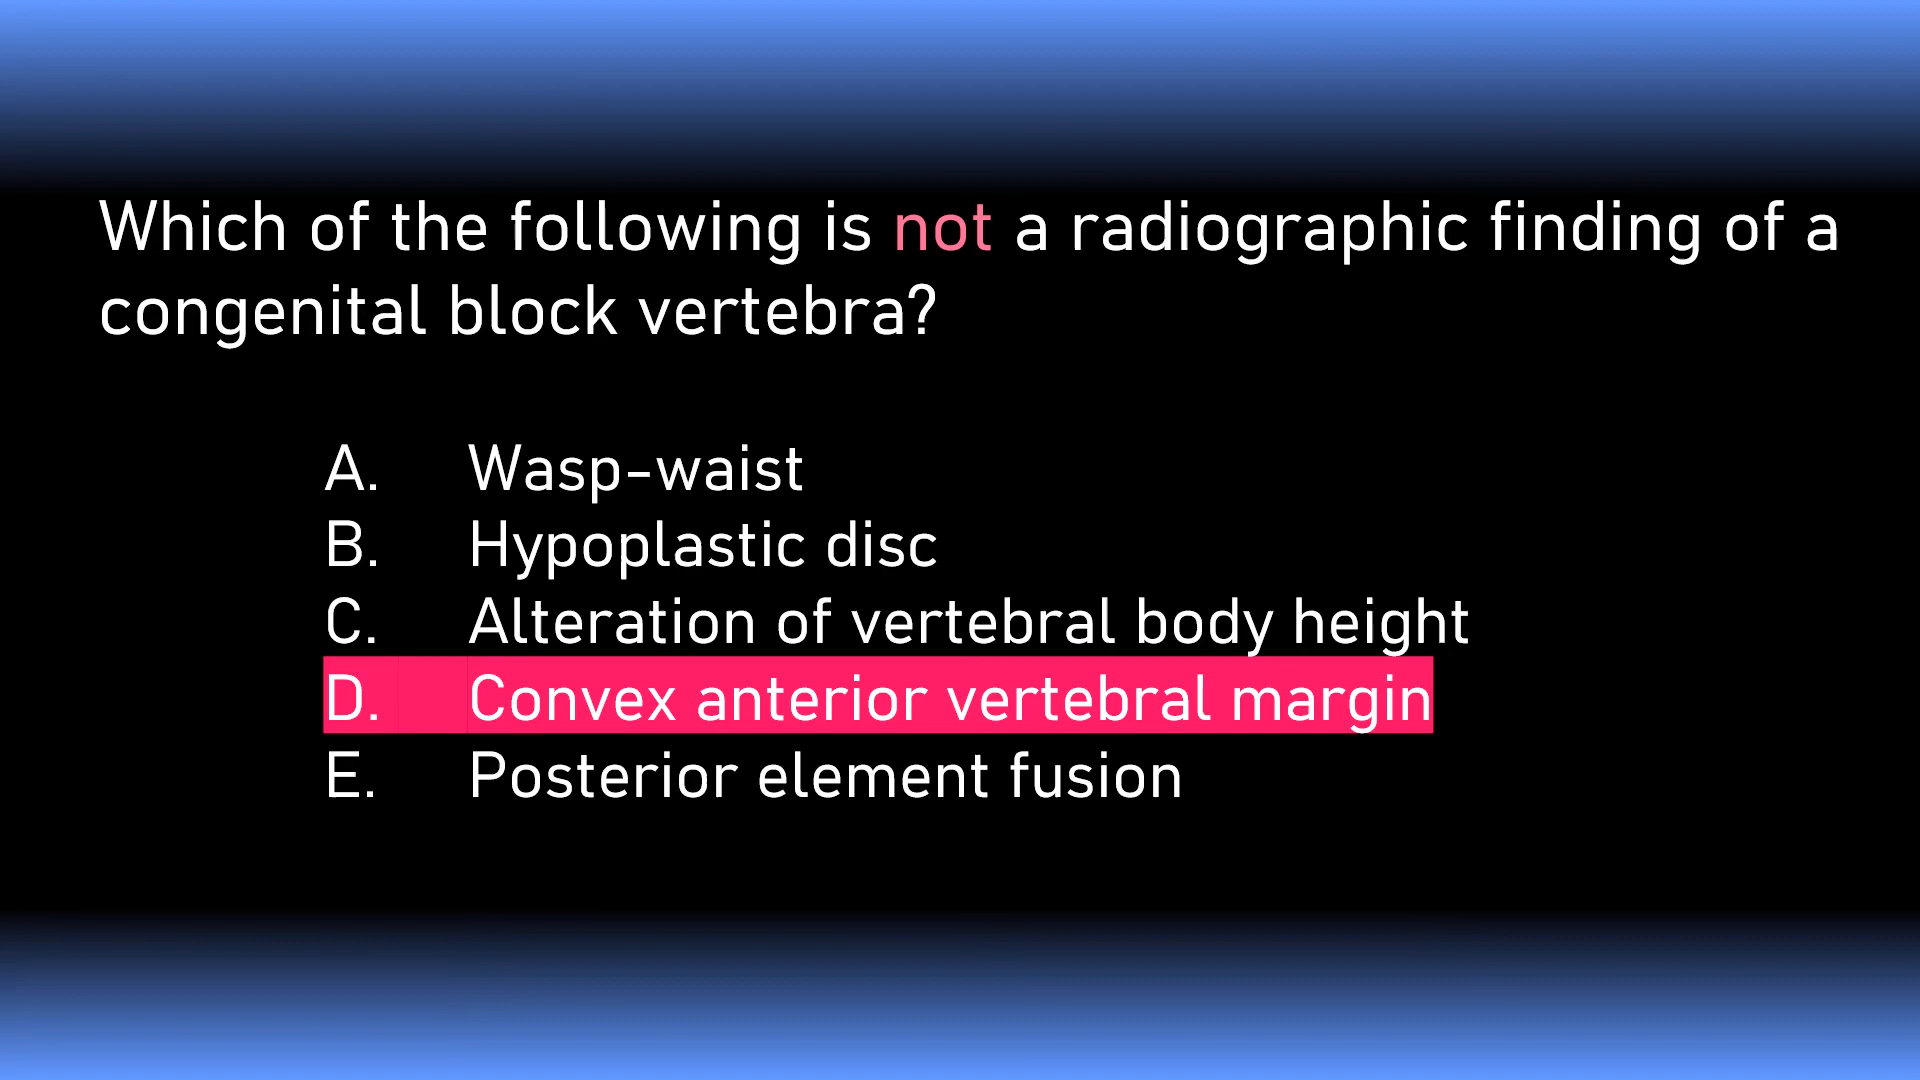 Which of the following is not a radiographic finding of a
congenital block vertebra?
A. Wasp-waist
B. Hypoplastic disc
C. Alteration of vertebral body height
D. Convex anterior vertebral margin
E. Posterior element fusion